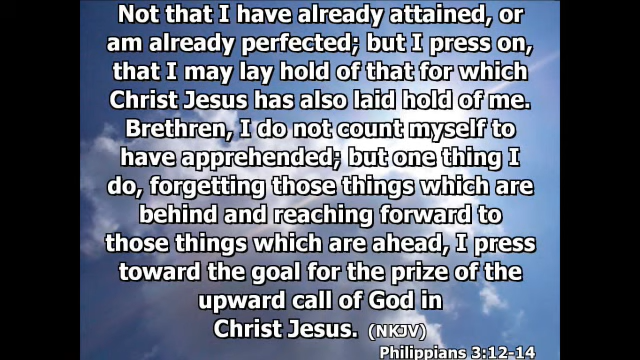 Not that I have already attained, or
am already perfected; but I press on,
that I may lay hold of that for which
Christ Jesus has also laid hold of me.
Brethren, I do not count myself to
have apprehended; but one thing I
do, forgetting those things which are
behind and reaching forward to
those things which are ahead, I press
toward the goal for the prize of the
upward call of God in
Christ Jesus. (NKJV)
Philippians 3:12-14